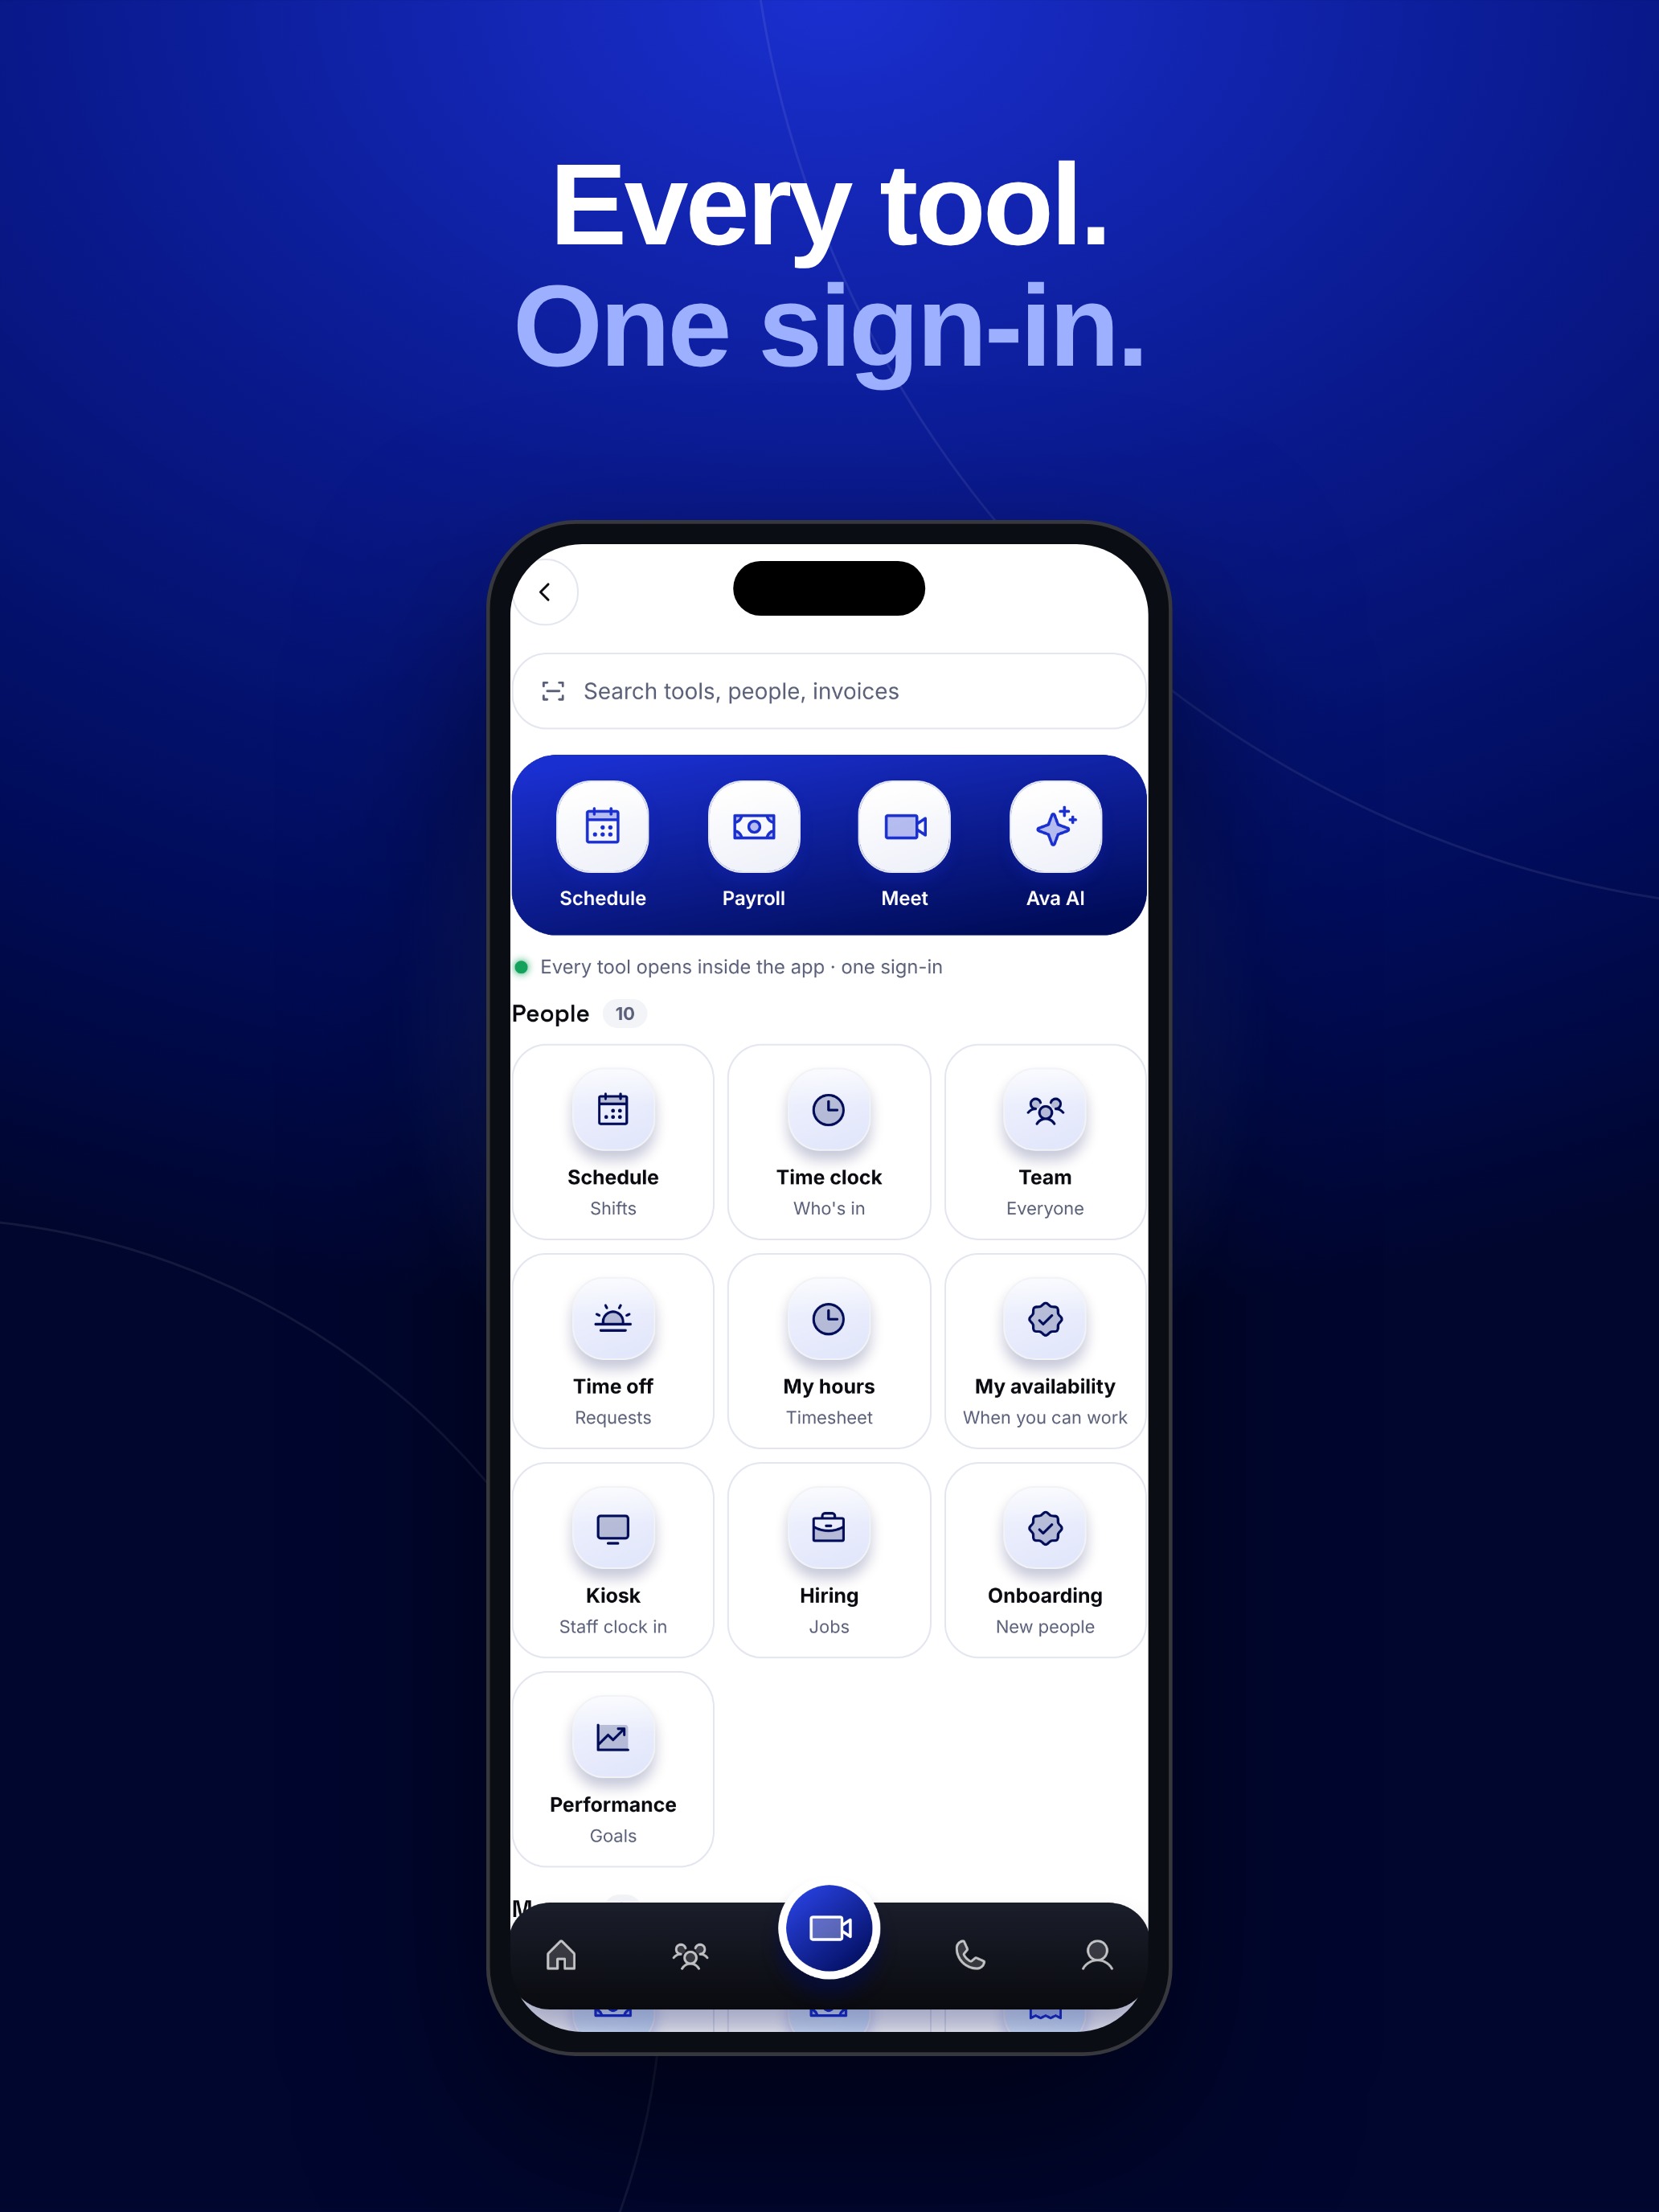 Every tool.
One sign-in.
Search tools, people, invoices
Schedule Payroll Meet Ava AI
Every tool opens inside the app · one sign-in
People 10
Schedule Time clock Team
Shifts Who's in Everyone
Time off My hours My availability
Requests Timesheet When you can work
Kiosk Hiring Onboarding
Staff clock in Jobs New people
Performance
Goals